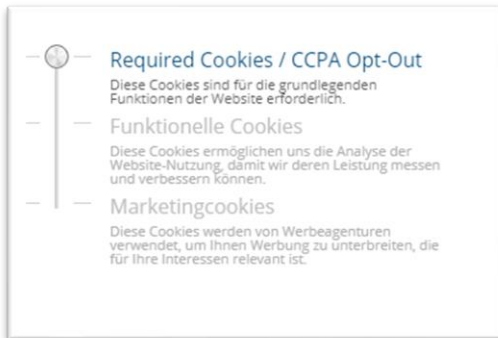 Required Cookies / CCPA Opt-Out
Diese Cookies sind für die grundlegenden
Funktionen der Website erforderlich.
Funktionelle Cookies
Diese Cookies ermöglichen uns die Analyse der
Website-Nutzung, damit wir deren Leistung messen
und verbessern können.
Marketingcookies
Diese Cookies werden von Werbeagenturen
verwendet, um Ihnen Werbung zu unterbreiten, die
für Ihre Interessen relevant ist.